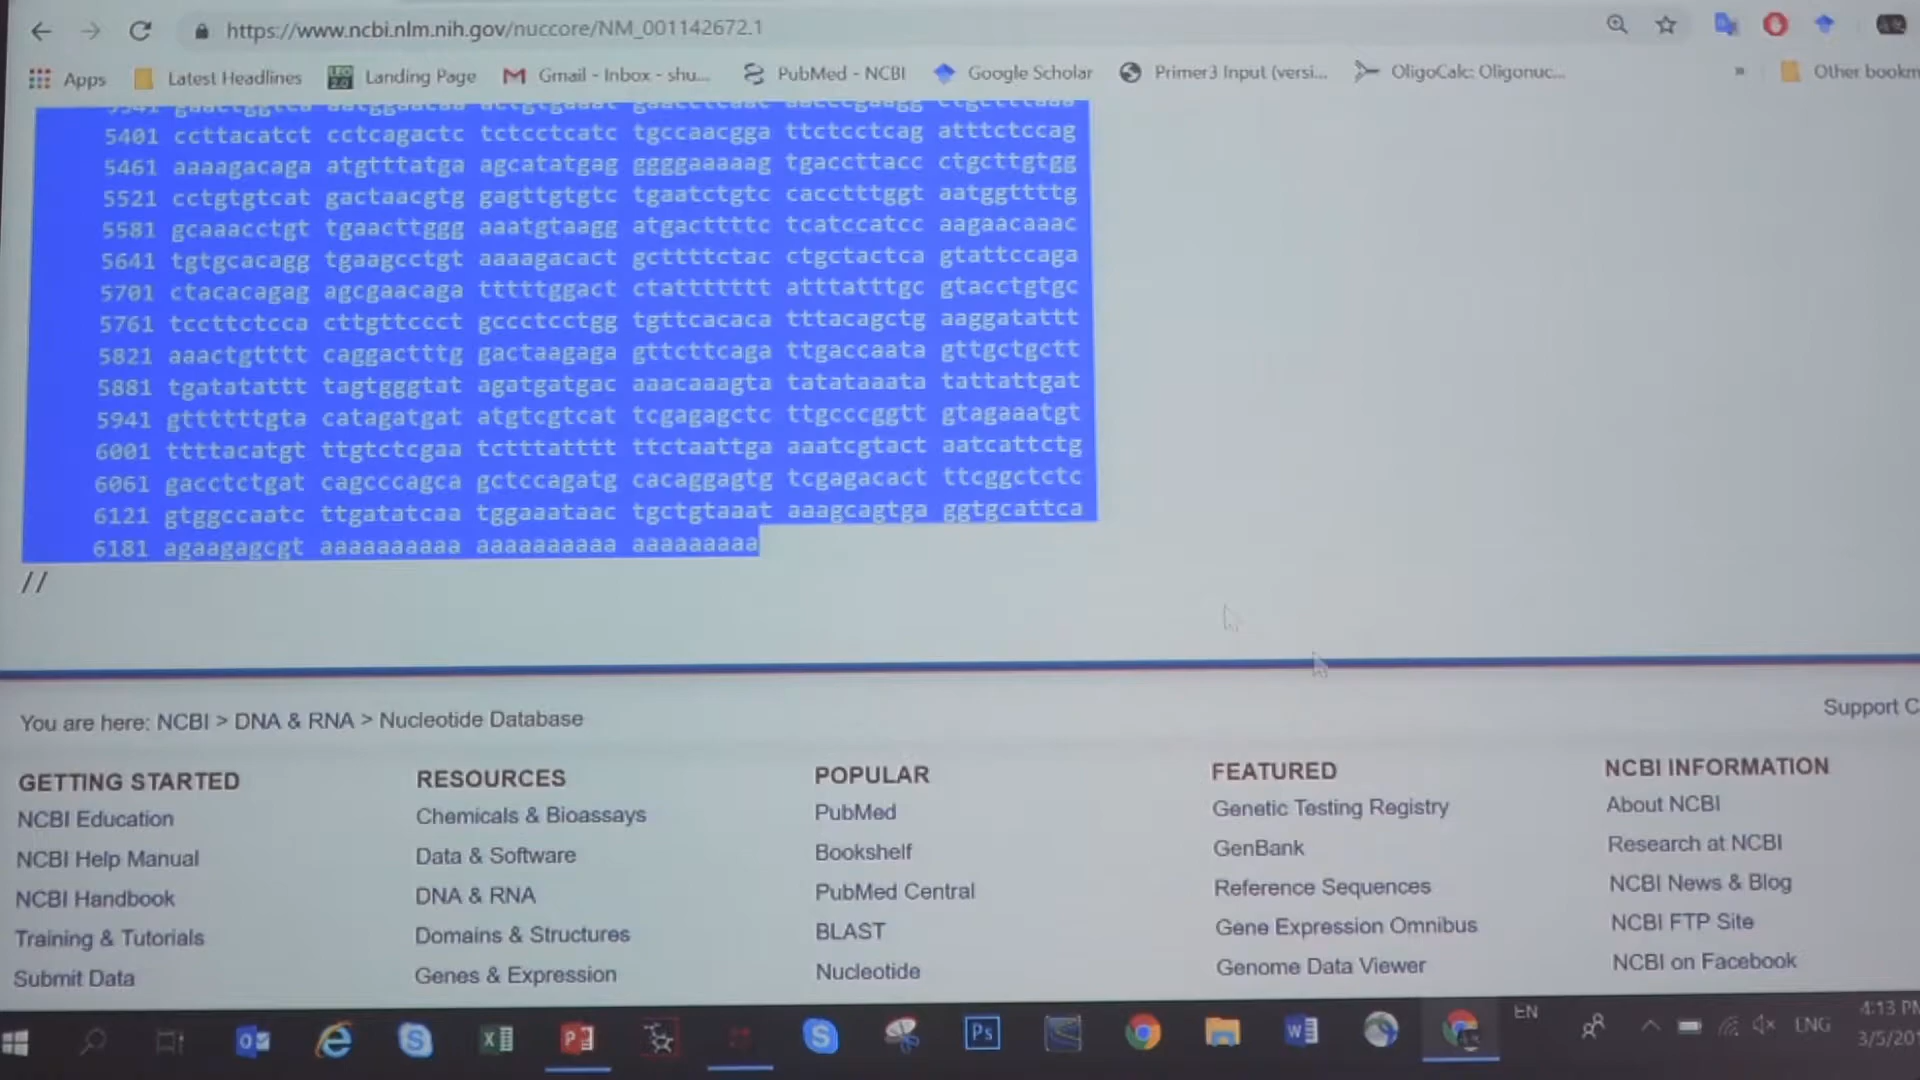 https://www.ncbi.nlm.nih.gov/nuccore/NM_001142672.1
Apps Latest Headlines Landing Page Gmail - Inbox - shu... PubMed - NCBI Google Scholar Primer3 Input (versi... OligoCalc: Oligonuc... » Other bookm
5401 ccttacatct cctcagactc tctcctcatc tgccaacgga ttctcctcag atttctccag
5461 aaaagacaga atgtttatga agcatatgag ggggaaaaag tgaccttacc ctgcttgtgg
5521 cctgtgtcat gactaacgtg gagttgtgtc tgaatctgtc cacctttggt aatggttttg
5581 gcaaacctgt tgaacttggg aaatgtaagg atgacttttc tcatccatcc aagaacaaac
5641 tgtgcacagg tgaagcctgt aaaagacact gcttttctac ctgctactca gtattccaga
5701 ctacacagag agcgaacaga tttttggact ctattttttt atttatttgc gtacctgtgc
5761 tccttctcca cttgttccct gccctcctgg tgttcacaca tttacagctg aaggatattt
5821 aaactgtttt caggactttg gactaagaga gttcttcaga ttgaccaata gttgctgctt
5881 tgatatattt tagtgggtat agatgatgac aaacaaagta tatataaata tattattgat
5941 gttttttgta catagatgat atgtcgtcat tcgagagctc ttgcccggtt gtagaaatgt
6001 ttttacatgt ttgtctcgaa tctttatttt ttctaattga aaatcgtact aatcattctg
6061 gacctctgat cagcccagca gctccagatg cacaggagtg tcgagacact ttcggctctc
6121 gtggccaatc ttgatatcaa tggaaataac tgctgtaaat aaagcagtga ggtgcattca
6181 agaagagcgt aaaaaaaaaa aaaaaaaaaa aaaaaaaaa
//
You are here: NCBI > DNA & RNA > Nucleotide Database
Support C
GETTING STARTED
NCBI Education
NCBI Help Manual
NCBI Handbook
Training & Tutorials
Submit Data
RESOURCES
Chemicals & Bioassays
Data & Software
DNA & RNA
Domains & Structures
Genes & Expression
POPULAR
PubMed
Bookshelf
PubMed Central
BLAST
Nucleotide
FEATURED
Genetic Testing Registry
GenBank
Reference Sequences
Gene Expression Omnibus
Genome Data Viewer
NCBI INFORMATION
About NCBI
Research at NCBI
NCBI News & Blog
NCBI FTP Site
NCBI on Facebook
EN
ENG
4:13 PM
3/5/201